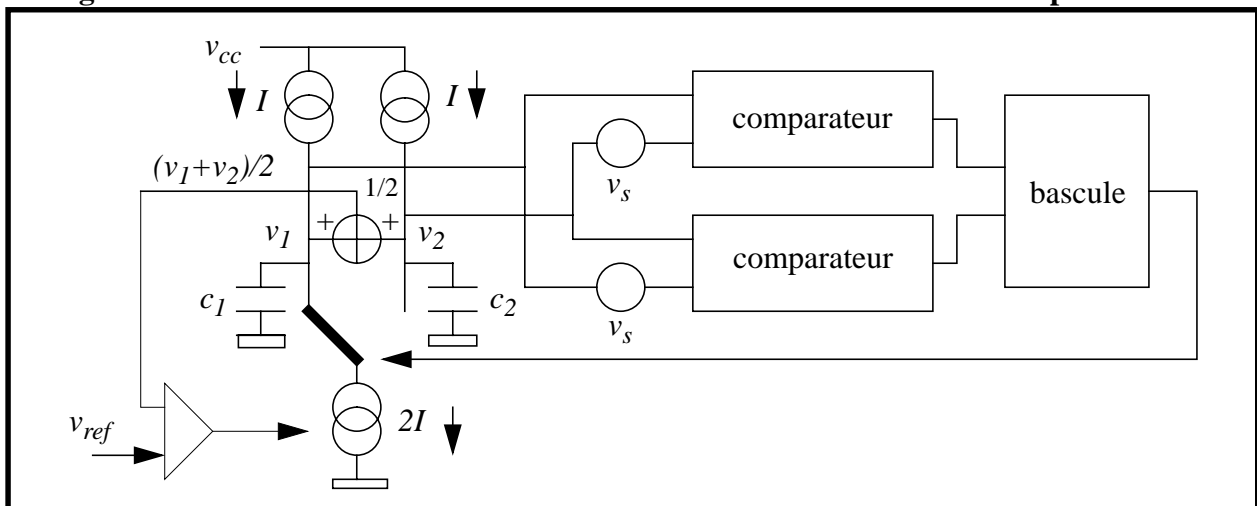 v_cc
I
I
comparateur
(v_1+v_2)/2
1/2
v_s
bascule
+
+
v_1
v_2
comparateur
c_1
c_2
v_s
v_ref
2I